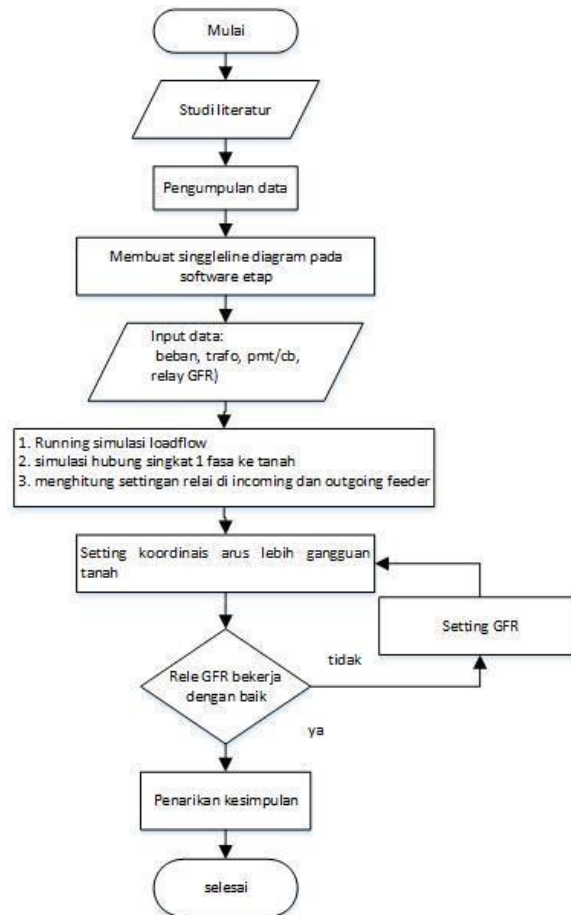 Mulai
Studi literatur
Pengumpulan data
Membuat singgleline diagram pada
software etap
Input data:
beban, trafo, pmt/cb,
relay GFR)
1. Running simulasi loadflow
2. simulasi hubung singkat 1 fasa ke tanah
3. menghitung settingan relai di incoming dan outgoing feeder
Setting koordinais arus lebih gangguan
tanah
Setting GFR
tidak
Rele GFR bekerja
dengan baik
ya
Penarikan kesimpulan
selesai